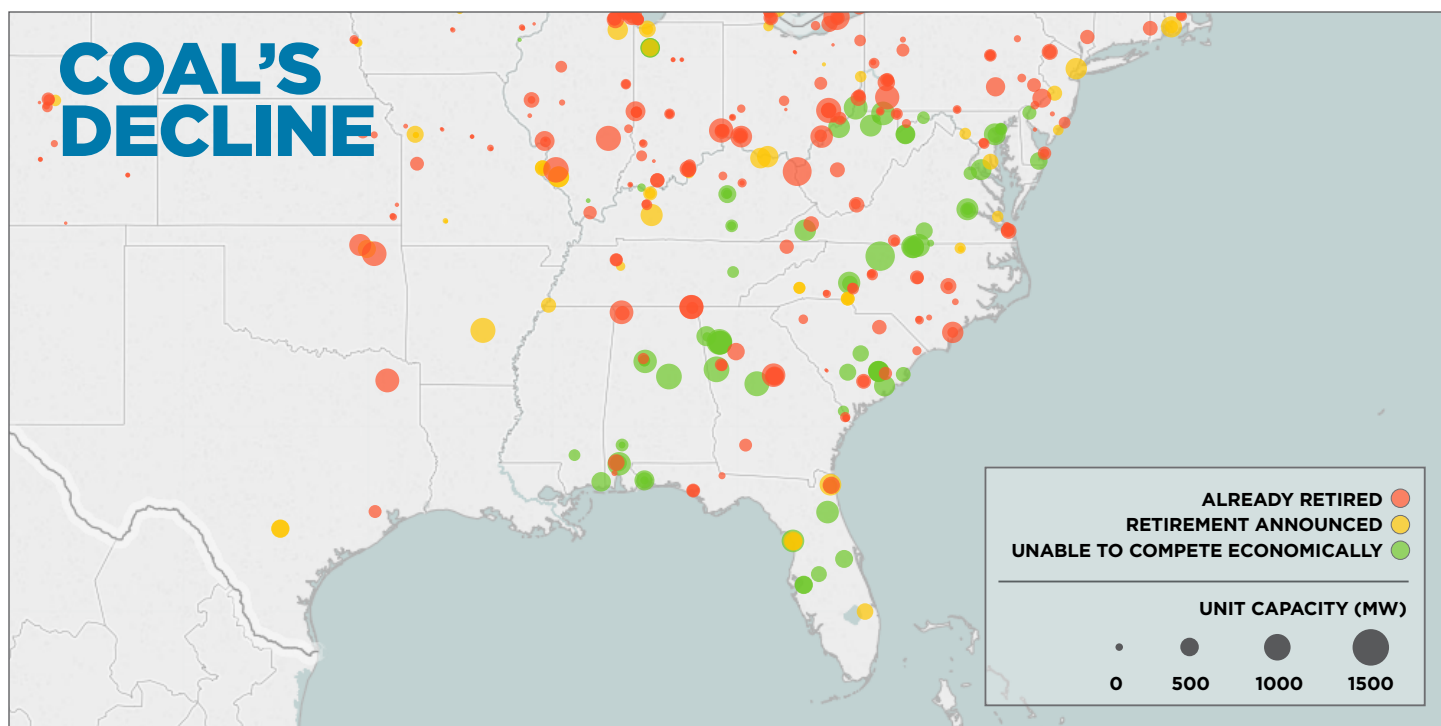 COAL'S
DECLINE
ALREADY RETIRED
RETIREMENT ANNOUNCED
UNABLE TO COMPETE ECONOMICALLY
UNIT CAPACITY (MW)
0 500 1000 1500